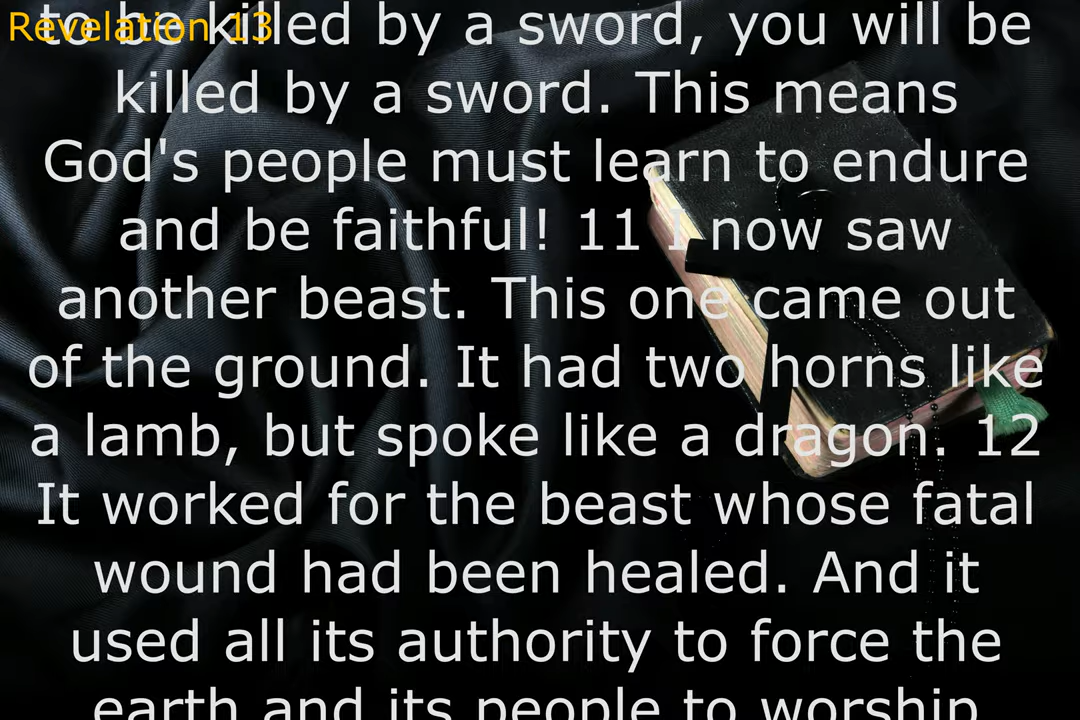 Revelation 13
to be killed by a sword, you will be
killed by a sword. This means
God's people must learn to endure
and be faithful! 11 I now saw
another beast. This one came out
of the ground. It had two horns like
a lamb, but spoke like a dragon. 12
It worked for the beast whose fatal
wound had been healed. And it
used all its authority to force the
earth and its people to worship